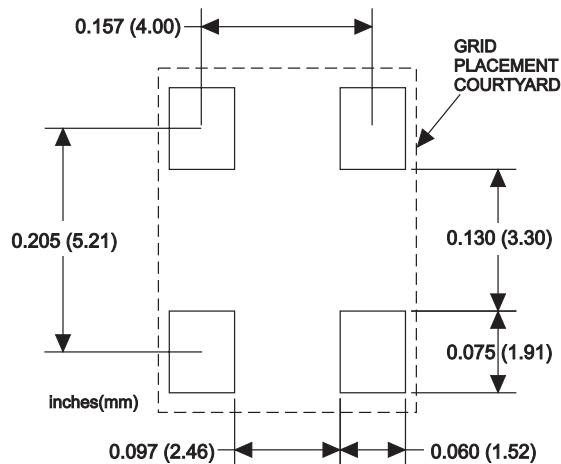 0.157 (4.00)
GRID
PLACEMENT
COURTYARD
0.205 (5.21)
0.130 (3.30)
0.075 (1.91)
inches(mm)
0.097 (2.46)
0.060 (1.52)